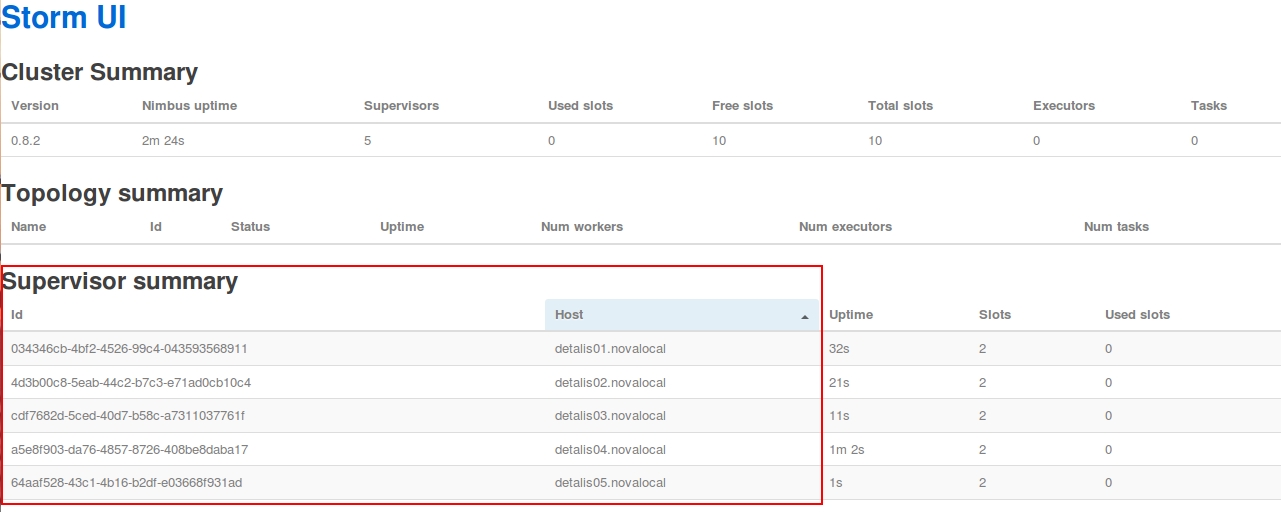 Storm UI
Cluster Summary
Version Nimbus uptime Supervisors Used slots Free slots Total slots Executors Tasks
0.8.2 2m 24s 5 0 10 10 0 0
Topology summary
Name Id Status Uptime Num workers Num executors Num tasks
Supervisor summary
Id Host Uptime Slots Used slots
034346cb-4bf2-4526-99c4-043593568911 detalis01.novalocal 32s 2 0
4d3b00c8-5eab-44c2-b7c3-e71ad0cb10c4 detalis02.novalocal 21s 2 0
cdf7682d-5ced-40d7-b58c-a7311037761f detalis03.novalocal 11s 2 0
a5e8f903-da76-4857-8726-408be8daba17 detalis04.novalocal 1m 2s 2 0
64aaf528-43c1-4b16-b2df-e03668f931ad detalis05.novalocal 1s 2 0